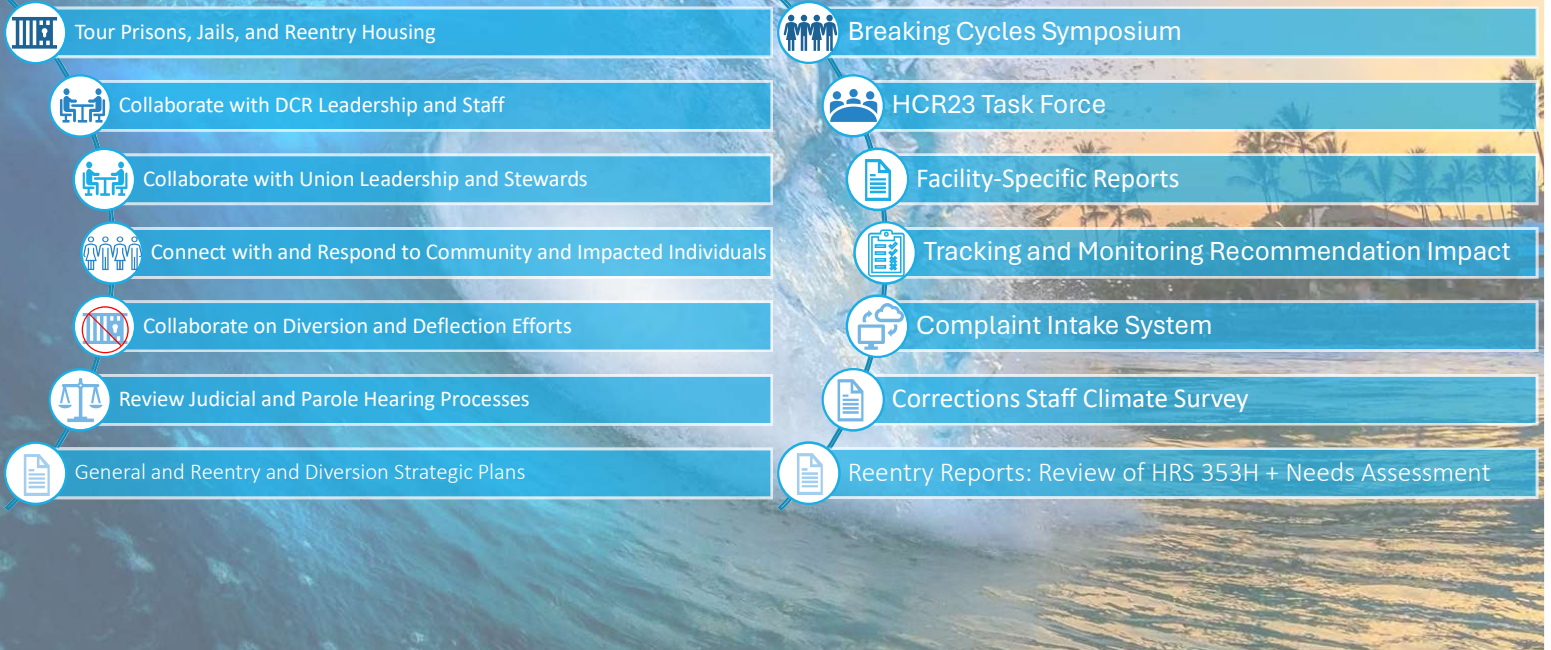 Tour Prisons, Jails, and Reentry Housing
Collaborate with DCR Leadership and Staff
Collaborate with Union Leadership and Stewards
Connect with and Respond to Community and Impacted Individuals
Collaborate on Diversion and Deflection Efforts
Review Judicial and Parole Hearing Processes
General and Reentry and Diversion Strategic Plans
Breaking Cycles Symposium
HCR23 Task Force
Facility-Specific Reports
Tracking and Monitoring Recommendation Impact
Complaint Intake System
Corrections Staff Climate Survey
Reentry Reports: Review of HRS 353H + Needs Assessment